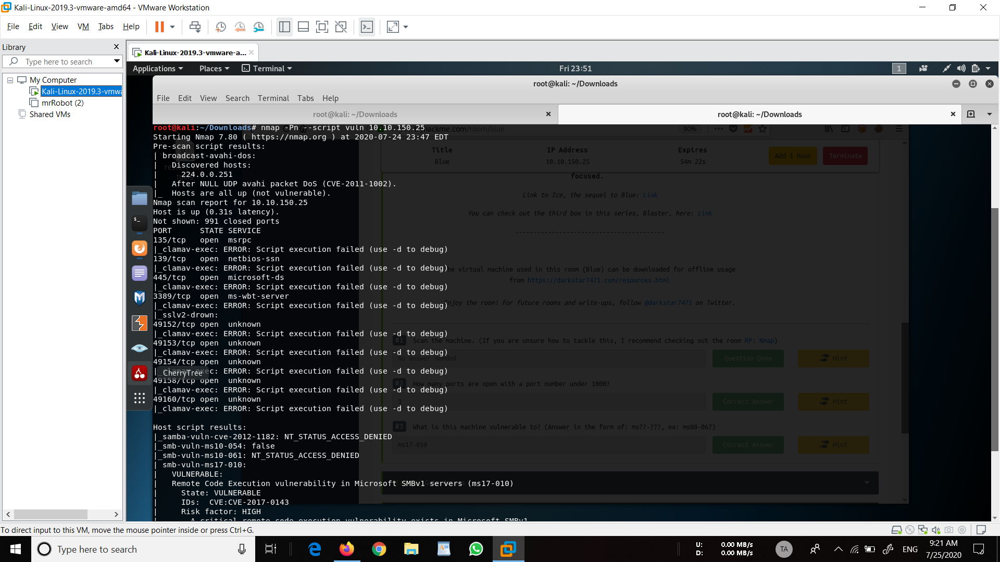 Kali-Linux-2019.3-vmware-amd64 - VMware Workstation
File Edit View VM Tabs Help
Library
Type here to search
My Computer
Kali-Linux-2019.3-vmwa
mrRobot (2)
Shared VMs
Kali-Linux-2019.3-vmware-a...
Applications Places Terminal Fri 23:51 1
root@kali: ~/Downloads
File Edit View Search Terminal Tabs Help
root@kali: ~/Downloads root@kali: ~/Downloads
root@kali:~/Downloads# nmap -Pn --script vuln 10.10.150.25
Starting Nmap 7.80 ( https://nmap.org ) at 2020-07-24 23:47 EDT
Pre-scan script results:
| broadcast-avahi-dos:
|   Discovered hosts:
|     224.0.0.251
|   After NULL UDP avahi packet DoS (CVE-2011-1002).
|_  Hosts are all up (not vulnerable).
Nmap scan report for 10.10.150.25
Host is up (0.31s latency).
Not shown: 991 closed ports
PORT      STATE SERVICE
135/tcp   open  msrpc
|_clamav-exec: ERROR: Script execution failed (use -d to debug)
139/tcp   open  netbios-ssn
|_clamav-exec: ERROR: Script execution failed (use -d to debug)
445/tcp   open  microsoft-ds
|_clamav-exec: ERROR: Script execution failed (use -d to debug)
3389/tcp  open  ms-wbt-server
|_clamav-exec: ERROR: Script execution failed (use -d to debug)
|_sslv2-drown:
49152/tcp open  unknown
|_clamav-exec: ERROR: Script execution failed (use -d to debug)
49153/tcp open  unknown
|_clamav-exec: ERROR: Script execution failed (use -d to debug)
49154/tcp open  unknown
|_clamav-exec: ERROR: Script execution failed (use -d to debug)
CherryTree
49158/tcp open  unknown
|_clamav-exec: ERROR: Script execution failed (use -d to debug)
49160/tcp open  unknown
|_clamav-exec: ERROR: Script execution failed (use -d to debug)
Host script results:
|_samba-vuln-cve-2012-1182: NT_STATUS_ACCESS_DENIED
|_smb-vuln-ms10-054: false
|_smb-vuln-ms10-061: NT_STATUS_ACCESS_DENIED
| smb-vuln-ms17-010:
|   VULNERABLE:
|   Remote Code Execution vulnerability in Microsoft SMBv1 servers (ms17-010)
|     State: VULNERABLE
|     IDs:  CVE:CVE-2017-0143
|     Risk factor: HIGH
|       A critical remote code execution vulnerability exists in Microsoft SMBv1
hackme.com/room/blue 90%
Title IP Address Expires
Blue 10.10.150.25 54m 22s
Add 1 hour Terminate
focused.
Link to Ice, the sequel to Blue: Link
You can check out the third box in this series, Blaster, here: Link
----------------------------------------
he virtual machine used in this room (Blue) can be downloaded for offline usage
from https://darkstar7471.com/resources.html
Enjoy the room! For future rooms and write-ups, follow @darkstar7471 on Twitter.
#1 Scan the machine. (If you are unsure how to tackle this, I recommend checking out the room RP: Nmap)
No answer needed Question Done Hint
#2 How many ports are open with a port number under 1000?
3 Correct Answer Hint
#3 What is this machine vulnerable to? (Answer in the form of: ms??-???, ex: ms08-067)
ms17-010 Correct Answer Hint
To direct input to this VM, move the mouse pointer inside or press Ctrl+G.
Type here to search
U: 0.00 MB/s
D: 0.00 MB/s
TA
ENG
9:21 AM
7/25/2020